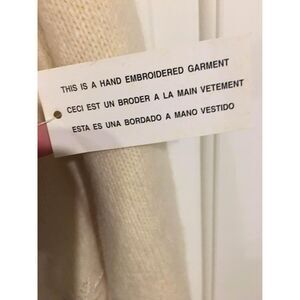 THIS IS A HAND EMBROIDERED GARMENT
CECI EST UN BRODER A LA MAIN VETEMENT
ESTA ES UNA BORDADO A MANO VESTIDO